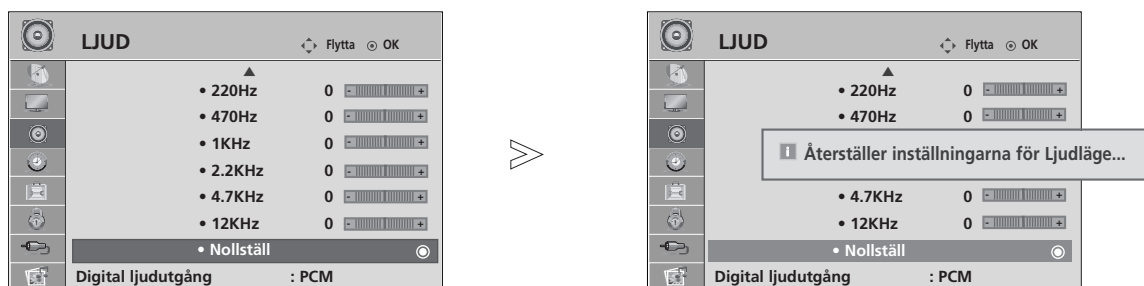 LJUD Flytta OK
• 220Hz 0 - +
• 470Hz 0 - +
• 1KHz 0 - +
• 2.2KHz 0 - +
• 4.7KHz 0 - +
• 12KHz 0 - +
• Nollställ
Digital ljudutgång : PCM
LJUD Flytta OK
• 220Hz 0 - +
• 470Hz 0 - +
Återställer inställningarna för Ljudläge...
• 4.7KHz 0 - +
• 12KHz 0 - +
• Nollställ
Digital ljudutgång : PCM